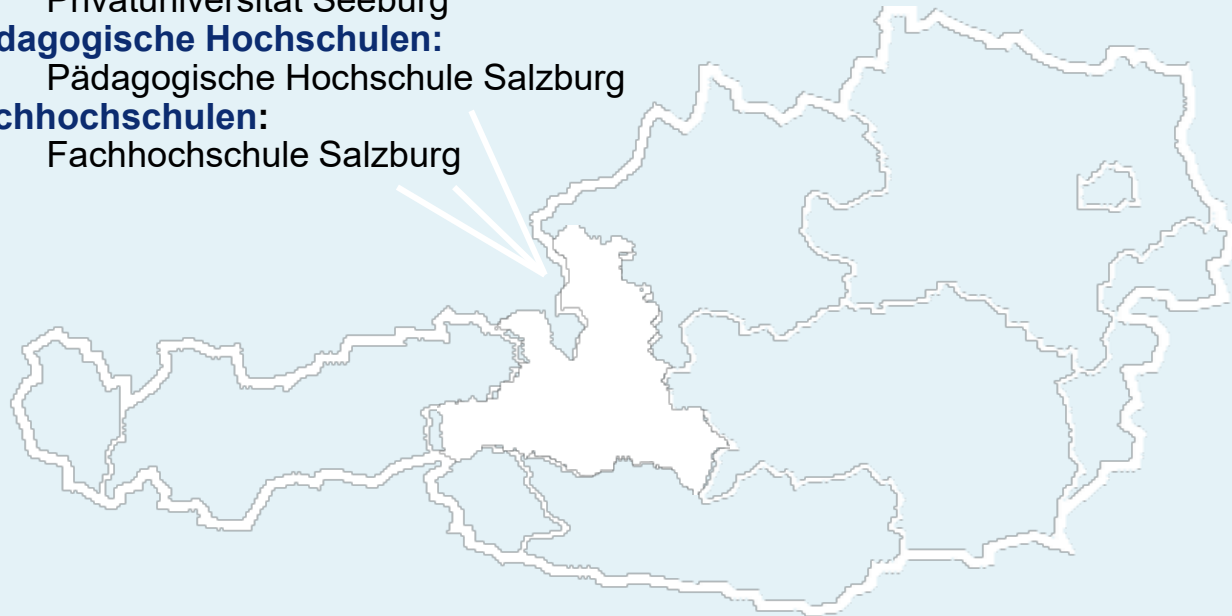 Privatuniversität Seeburg
dagogische Hochschulen:
Pädagogische Hochschule Salzburg
chhochschulen:
Fachhochschule Salzburg